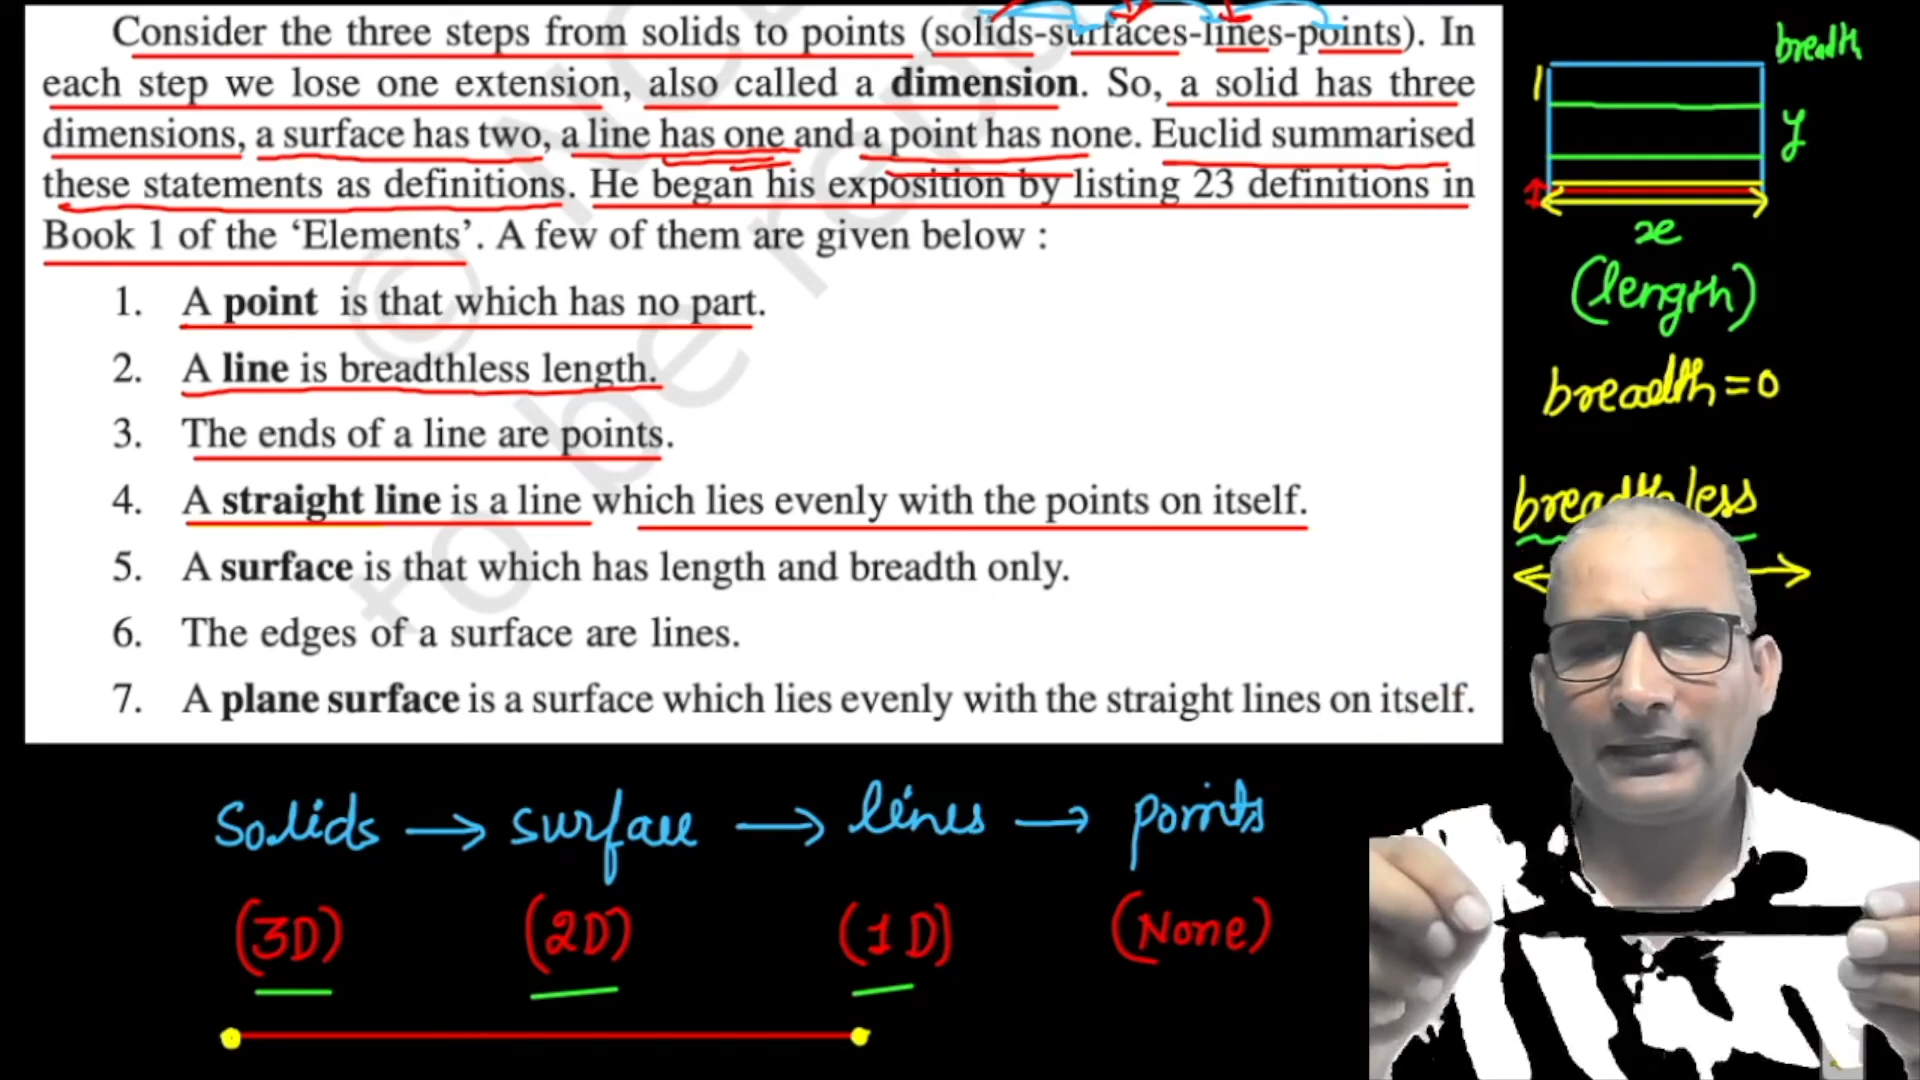 Consider the three steps from solids to points (solids-surfaces-lines-points). In
each step we lose one extension, also called a dimension. So, a solid has three
dimensions, a surface has two, a line has one and a point has none. Euclid summarised
these statements as definitions. He began his exposition by listing 23 definitions in
Book 1 of the ‘Elements’. A few of them are given below :
1. A point is that which has no part.
2. A line is breadthless length.
3. The ends of a line are points.
4. A straight line is a line which lies evenly with the points on itself.
5. A surface is that which has length and breadth only.
6. The edges of a surface are lines.
7. A plane surface is a surface which lies evenly with the straight lines on itself.
to be rep
breadth
y
x
(length)
breadth = 0
breadthless
Solids → surface → lines → points
(3D) (2D) (1D) (None)